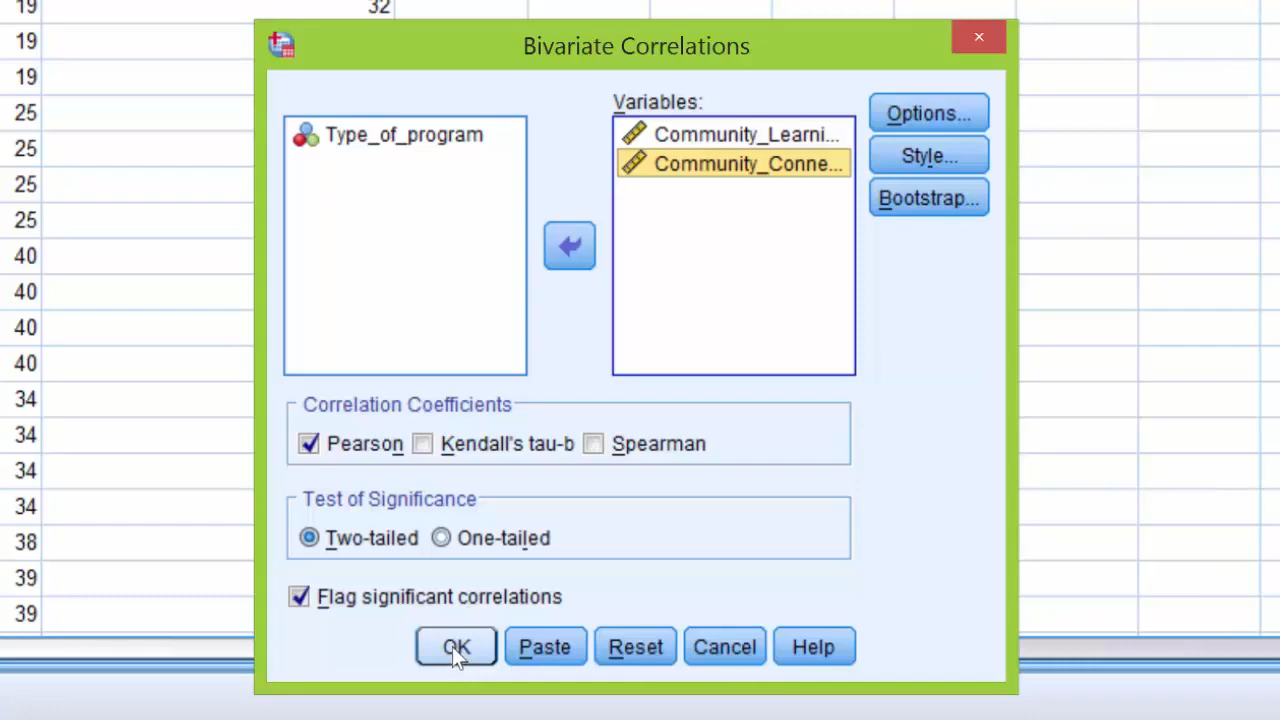 19
32
19
19
25
25
25
25
40
40
40
40
34
34
34
34
38
39
39
Bivariate Correlations
Variables:
Type_of_program
Community_Learni...
Community_Conne...
Options...
Style...
Bootstrap...
Correlation Coefficients
Pearson Kendall's tau-b Spearman
Test of Significance
Two-tailed One-tailed
Flag significant correlations
OK Paste Reset Cancel Help